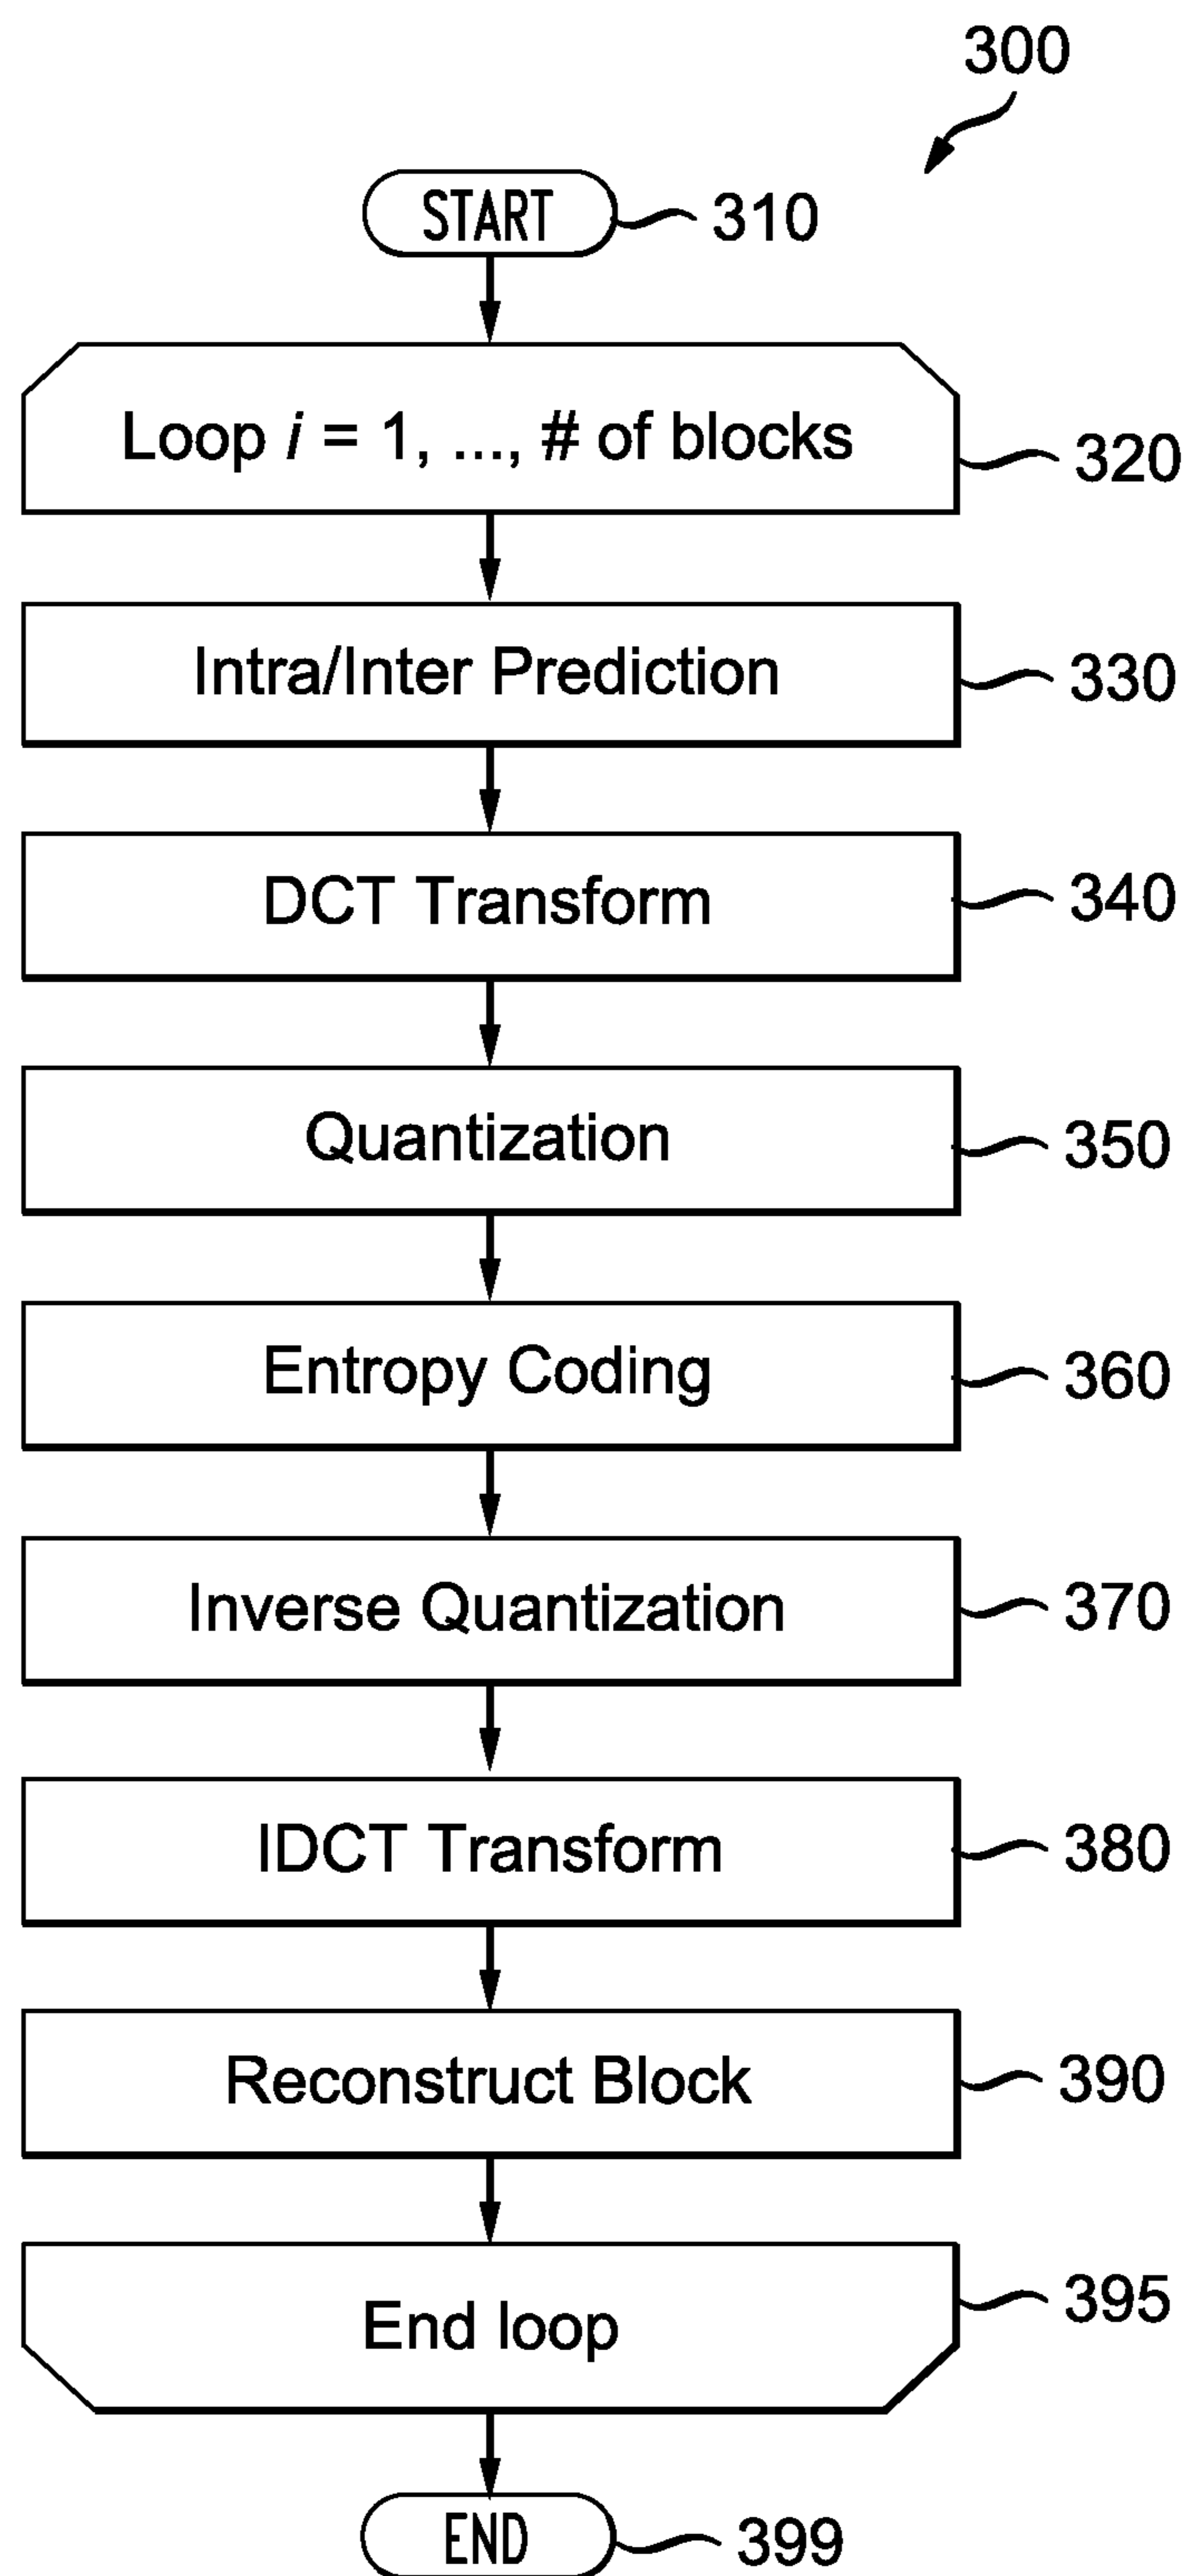 300
START 310
Loop i = 1, ..., # of blocks 320
Intra/Inter Prediction 330
DCT Transform 340
Quantization 350
Entropy Coding 360
Inverse Quantization 370
IDCT Transform 380
Reconstruct Block 390
End loop 395
END 399